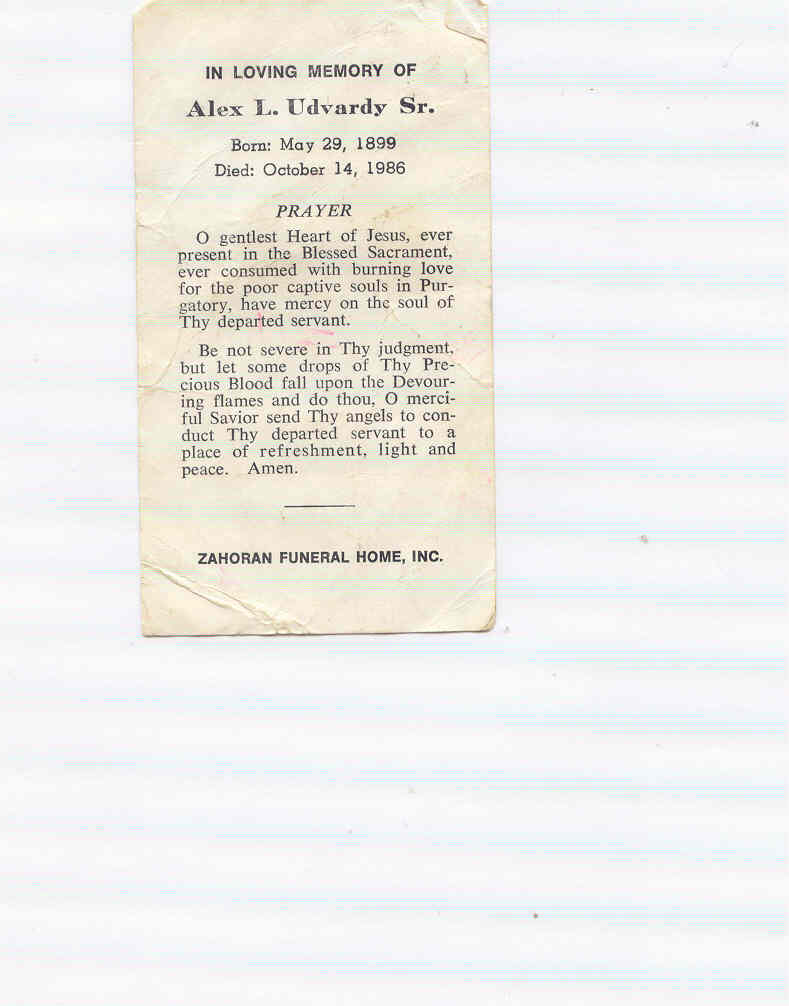 IN LOVING MEMORY OF
Alex L. Udvardy Sr.
Born: May 29, 1899
Died: October 14, 1986
PRAYER
O gentlest Heart of Jesus, ever
present in the Blessed Sacrament,
ever consumed with burning love
for the poor captive souls in Pur-
gatory, have mercy on the soul of
Thy departed servant.
Be not severe in Thy judgment,
but let some drops of Thy Pre-
cious Blood fall upon the Devour-
ing flames and do thou, O merci-
ful Savior send Thy angels to con-
duct Thy departed servant to a
place of refreshment, light and
peace. Amen.
ZAHORAN FUNERAL HOME, INC.